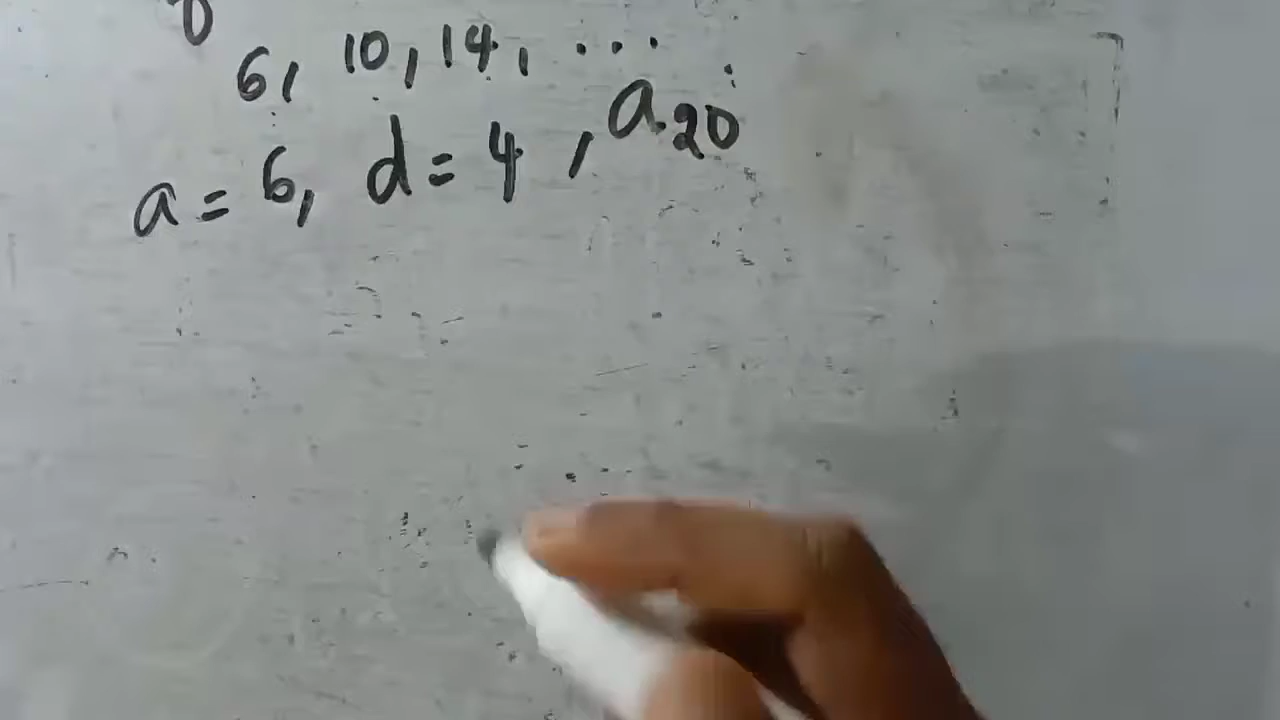 6, 10, 14, ...
a = 6, d = 4, a20